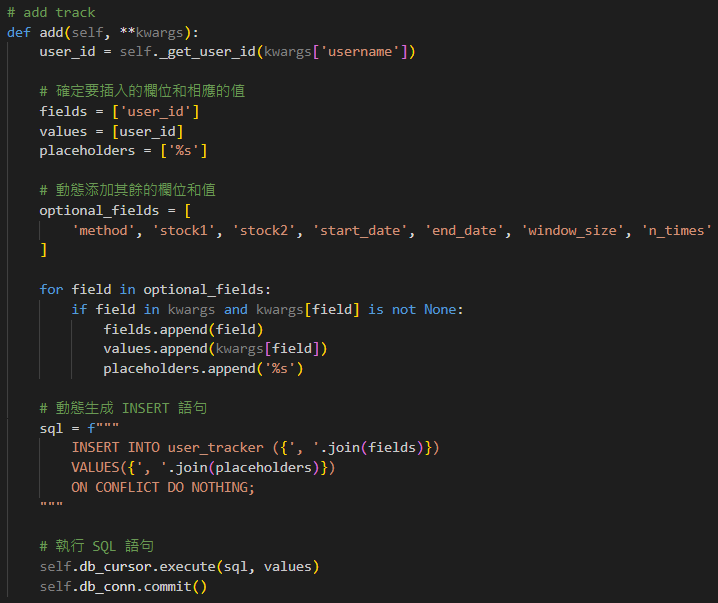 # add track
def add(self, **kwargs):
    user_id = self._get_user_id(kwargs['username'])

    # 確定要插入的欄位和相應的值
    fields = ['user_id']
    values = [user_id]
    placeholders = ['%s']

    # 動態添加其餘的欄位和值
    optional_fields = [
        'method', 'stock1', 'stock2', 'start_date', 'end_date', 'window_size', 'n_times'
    ]

    for field in optional_fields:
        if field in kwargs and kwargs[field] is not None:
            fields.append(field)
            values.append(kwargs[field])
            placeholders.append('%s')

    # 動態生成 INSERT 語句
    sql = f"""
        INSERT INTO user_tracker ({', '.join(fields)})
        VALUES({', '.join(placeholders)})
        ON CONFLICT DO NOTHING;
    """

    # 執行 SQL 語句
    self.db_cursor.execute(sql, values)
    self.db_conn.commit()